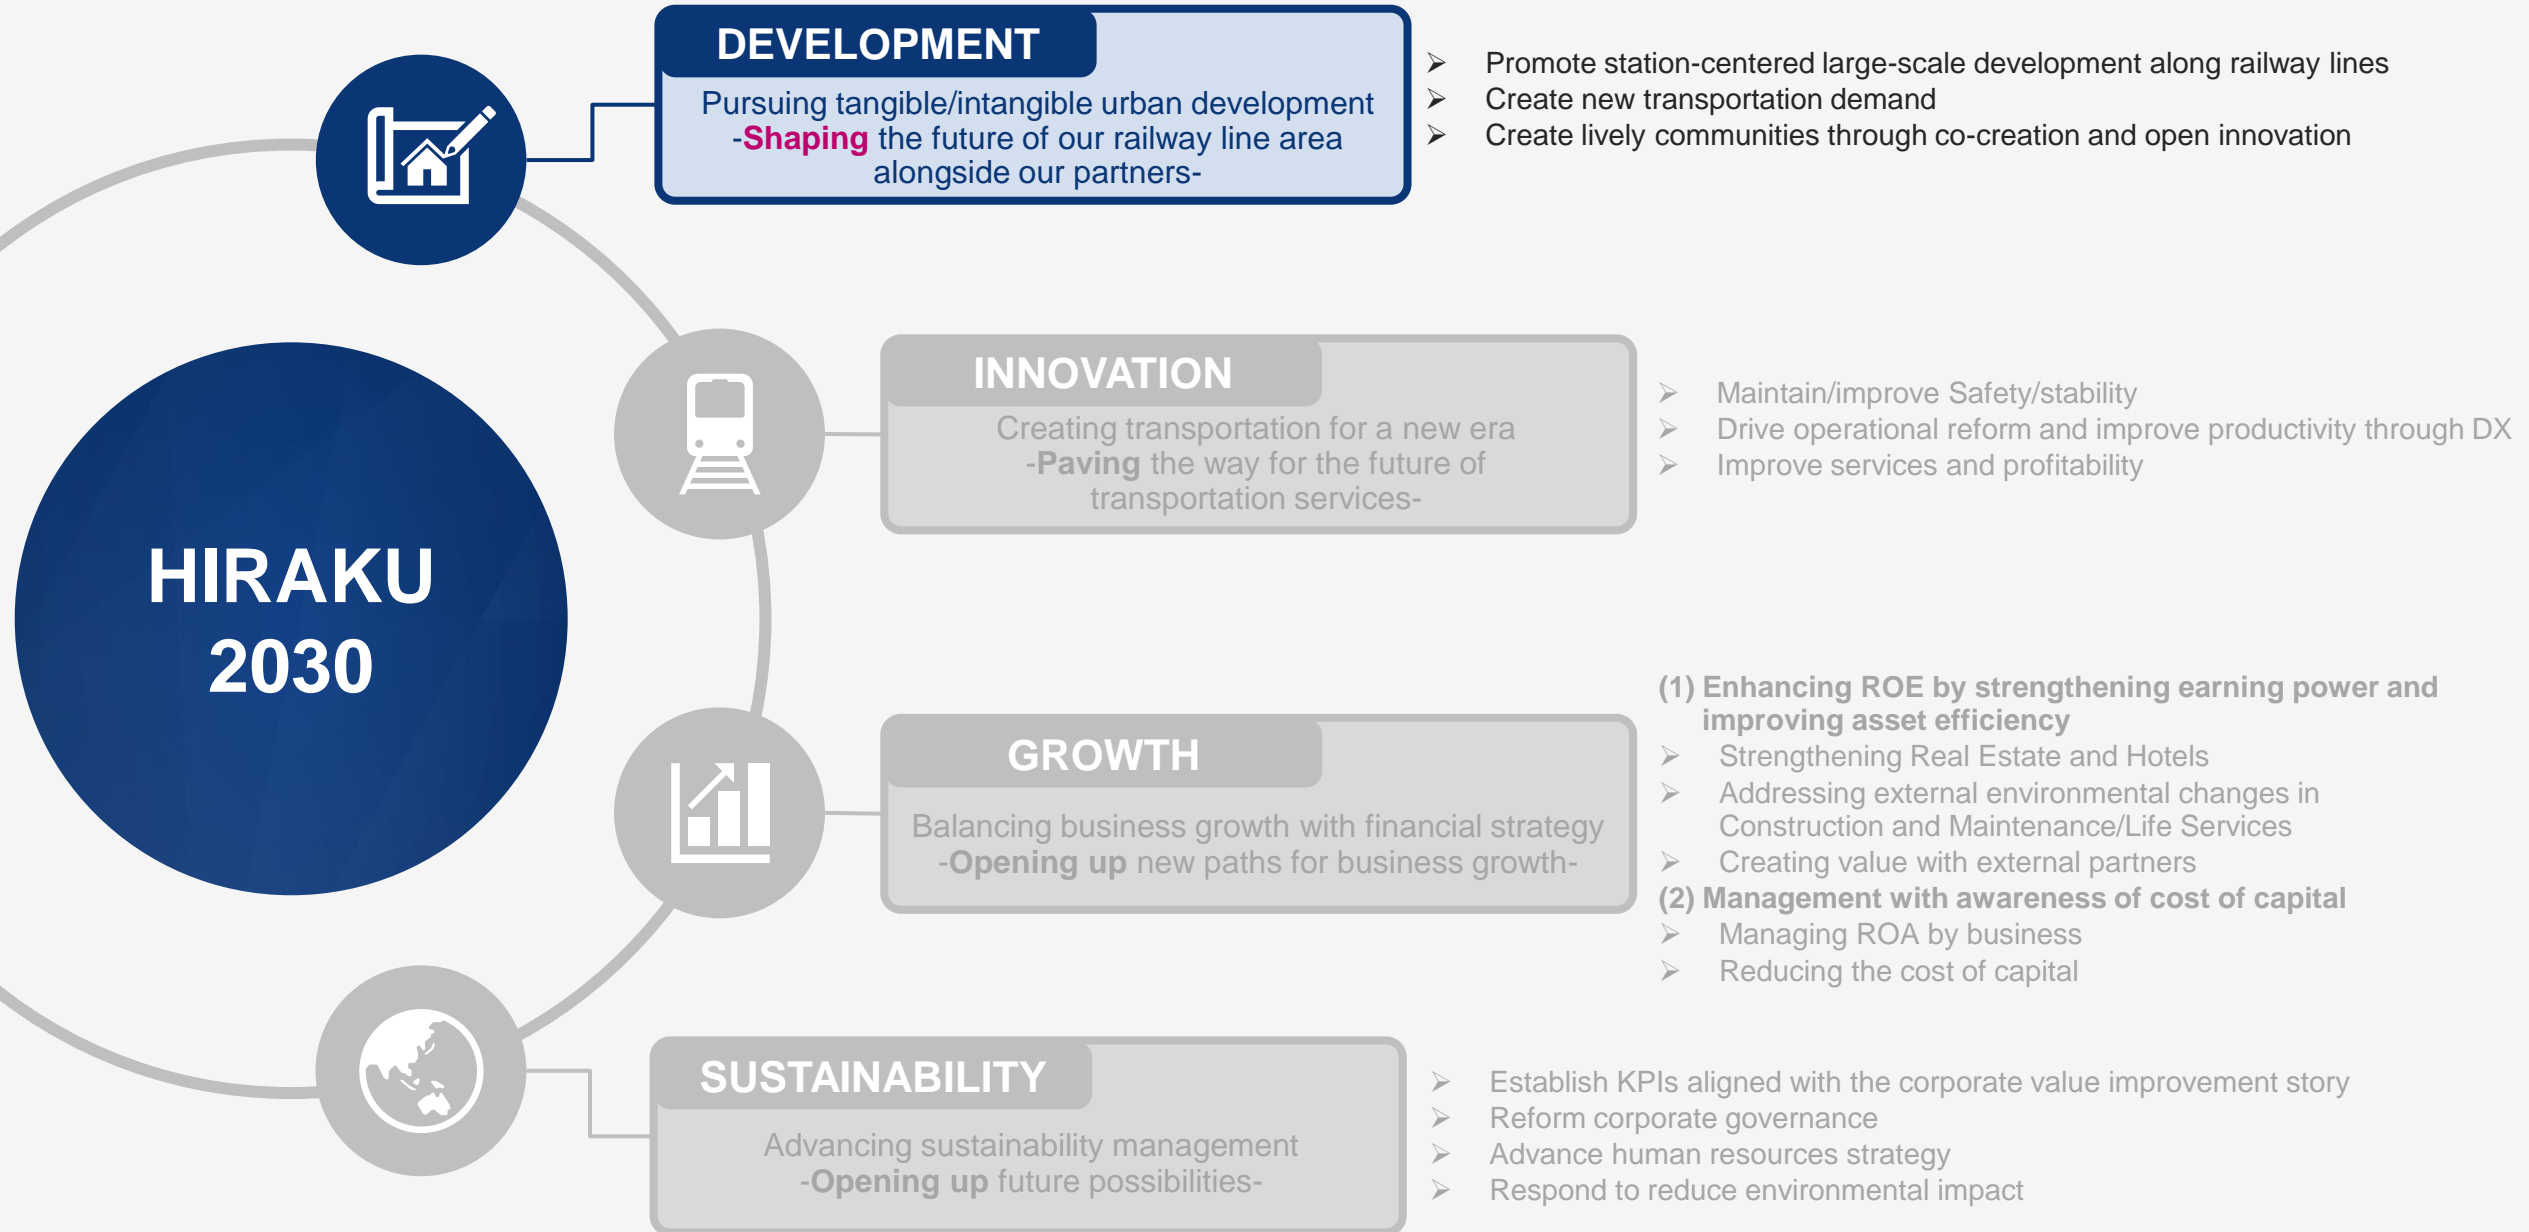 HIRAKU
2030
DEVELOPMENT
Pursuing tangible/intangible urban development
-Shaping the future of our railway line area
alongside our partners-
➢ Promote station-centered large-scale development along railway lines
➢ Create new transportation demand
➢ Create lively communities through co-creation and open innovation
INNOVATION
Creating transportation for a new era
-Paving the way for the future of
transportation services-
➢ Maintain/improve Safety/stability
➢ Drive operational reform and improve productivity through DX
➢ Improve services and profitability
GROWTH
Balancing business growth with financial strategy
-Opening up new paths for business growth-
(1) Enhancing ROE by strengthening earning power and
improving asset efficiency
➢ Strengthening Real Estate and Hotels
➢ Addressing external environmental changes in
Construction and Maintenance/Life Services
➢ Creating value with external partners
(2) Management with awareness of cost of capital
➢ Managing ROA by business
➢ Reducing the cost of capital
SUSTAINABILITY
Advancing sustainability management
-Opening up future possibilities-
➢ Establish KPIs aligned with the corporate value improvement story
➢ Reform corporate governance
➢ Advance human resources strategy
➢ Respond to reduce environmental impact